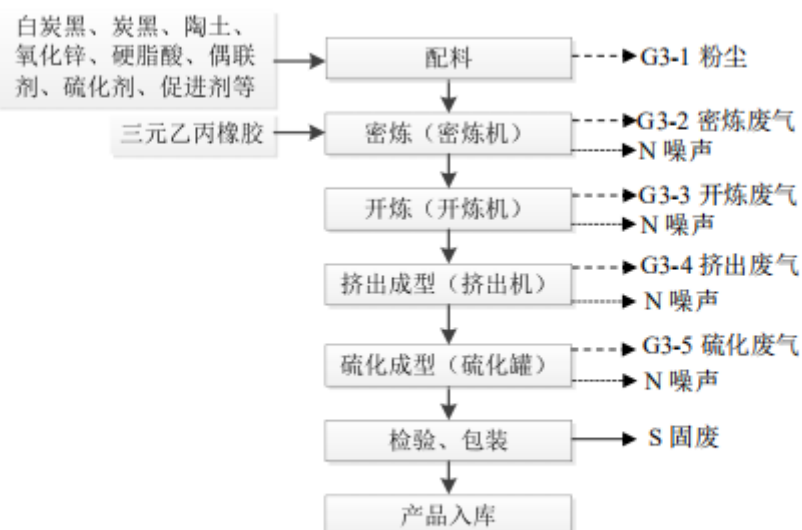 白炭黑、炭黑、陶土、
氧化锌、硬脂酸、偶联
剂、硫化剂、促进剂等
配料
G3-1 粉尘
三元乙丙橡胶
密炼（密炼机）
G3-2 密炼废气
N 噪声
开炼（开炼机）
G3-3 开炼废气
N 噪声
挤出成型（挤出机）
G3-4 挤出废气
N 噪声
硫化成型（硫化罐）
G3-5 硫化废气
N 噪声
检验、包装
S 固废
产品入库